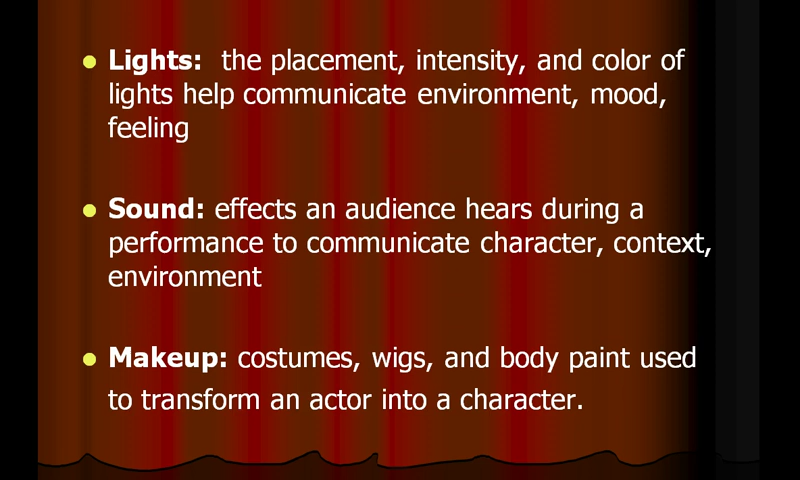 Lights:  the placement, intensity, and color of
lights help communicate environment, mood,
feeling
Sound: effects an audience hears during a
performance to communicate character, context,
environment
Makeup: costumes, wigs, and body paint used
to transform an actor into a character.